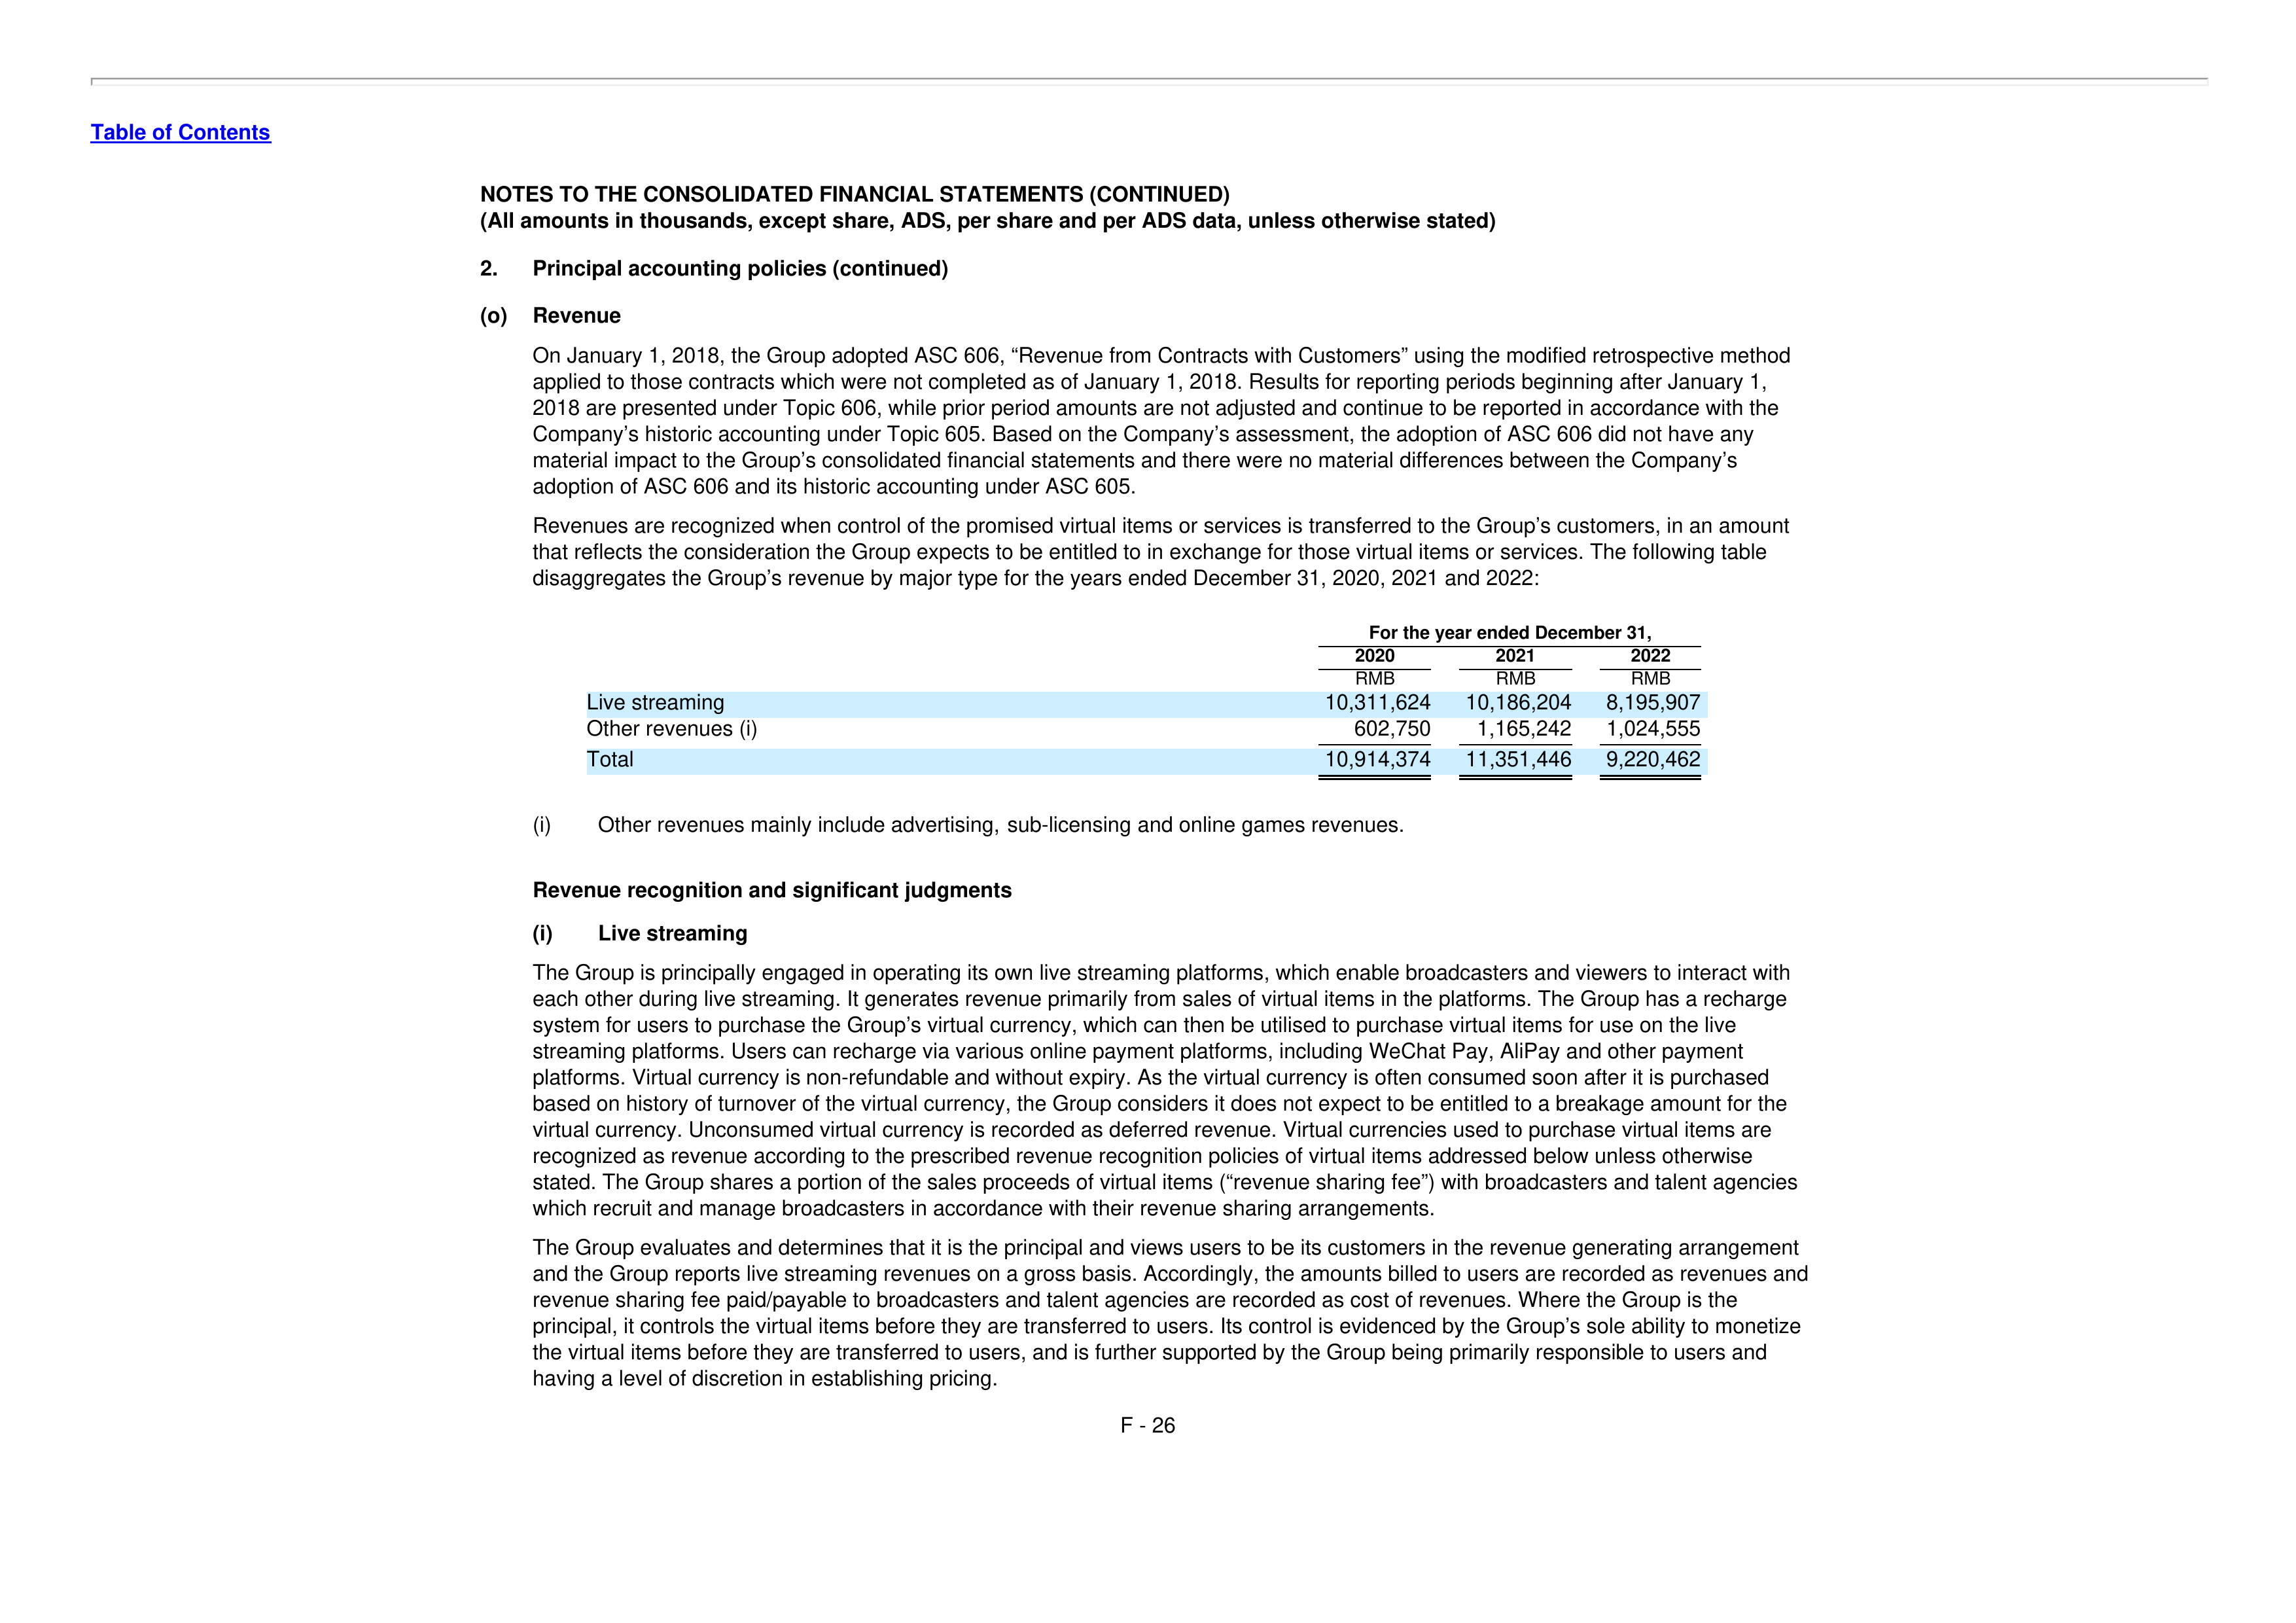 Table of Contents
NOTES TO THE CONSOLIDATED FINANCIAL STATEMENTS (CONTINUED)
(All amounts in thousands, except share, ADS, per share and per ADS data, unless otherwise stated)
2. Principal accounting policies (continued)
(o) Revenue
On January 1, 2018, the Group adopted ASC 606, “Revenue from Contracts with Customers” using the modified retrospective method
applied to those contracts which were not completed as of January 1, 2018. Results for reporting periods beginning after January 1,
2018 are presented under Topic 606, while prior period amounts are not adjusted and continue to be reported in accordance with the
Company’s historic accounting under Topic 605. Based on the Company’s assessment, the adoption of ASC 606 did not have any
material impact to the Group’s consolidated financial statements and there were no material differences between the Company’s
adoption of ASC 606 and its historic accounting under ASC 605.
Revenues are recognized when control of the promised virtual items or services is transferred to the Group’s customers, in an amount
that reflects the consideration the Group expects to be entitled to in exchange for those virtual items or services. The following table
disaggregates the Group’s revenue by major type for the years ended December 31, 2020, 2021 and 2022:
For the year ended December 31,
2020 2021 2022
RMB RMB RMB
Live streaming 10,311,624 10,186,204 8,195,907
Other revenues (i) 602,750 1,165,242 1,024,555
Total 10,914,374 11,351,446 9,220,462
(i) Other revenues mainly include advertising, sub-licensing and online games revenues.
Revenue recognition and significant judgments
(i) Live streaming
The Group is principally engaged in operating its own live streaming platforms, which enable broadcasters and viewers to interact with
each other during live streaming. It generates revenue primarily from sales of virtual items in the platforms. The Group has a recharge
system for users to purchase the Group’s virtual currency, which can then be utilised to purchase virtual items for use on the live
streaming platforms. Users can recharge via various online payment platforms, including WeChat Pay, AliPay and other payment
platforms. Virtual currency is non-refundable and without expiry. As the virtual currency is often consumed soon after it is purchased
based on history of turnover of the virtual currency, the Group considers it does not expect to be entitled to a breakage amount for the
virtual currency. Unconsumed virtual currency is recorded as deferred revenue. Virtual currencies used to purchase virtual items are
recognized as revenue according to the prescribed revenue recognition policies of virtual items addressed below unless otherwise
stated. The Group shares a portion of the sales proceeds of virtual items (“revenue sharing fee”) with broadcasters and talent agencies
which recruit and manage broadcasters in accordance with their revenue sharing arrangements.
The Group evaluates and determines that it is the principal and views users to be its customers in the revenue generating arrangement
and the Group reports live streaming revenues on a gross basis. Accordingly, the amounts billed to users are recorded as revenues and
revenue sharing fee paid/payable to broadcasters and talent agencies are recorded as cost of revenues. Where the Group is the
principal, it controls the virtual items before they are transferred to users. Its control is evidenced by the Group’s sole ability to monetize
the virtual items before they are transferred to users, and is further supported by the Group being primarily responsible to users and
having a level of discretion in establishing pricing.
F - 26